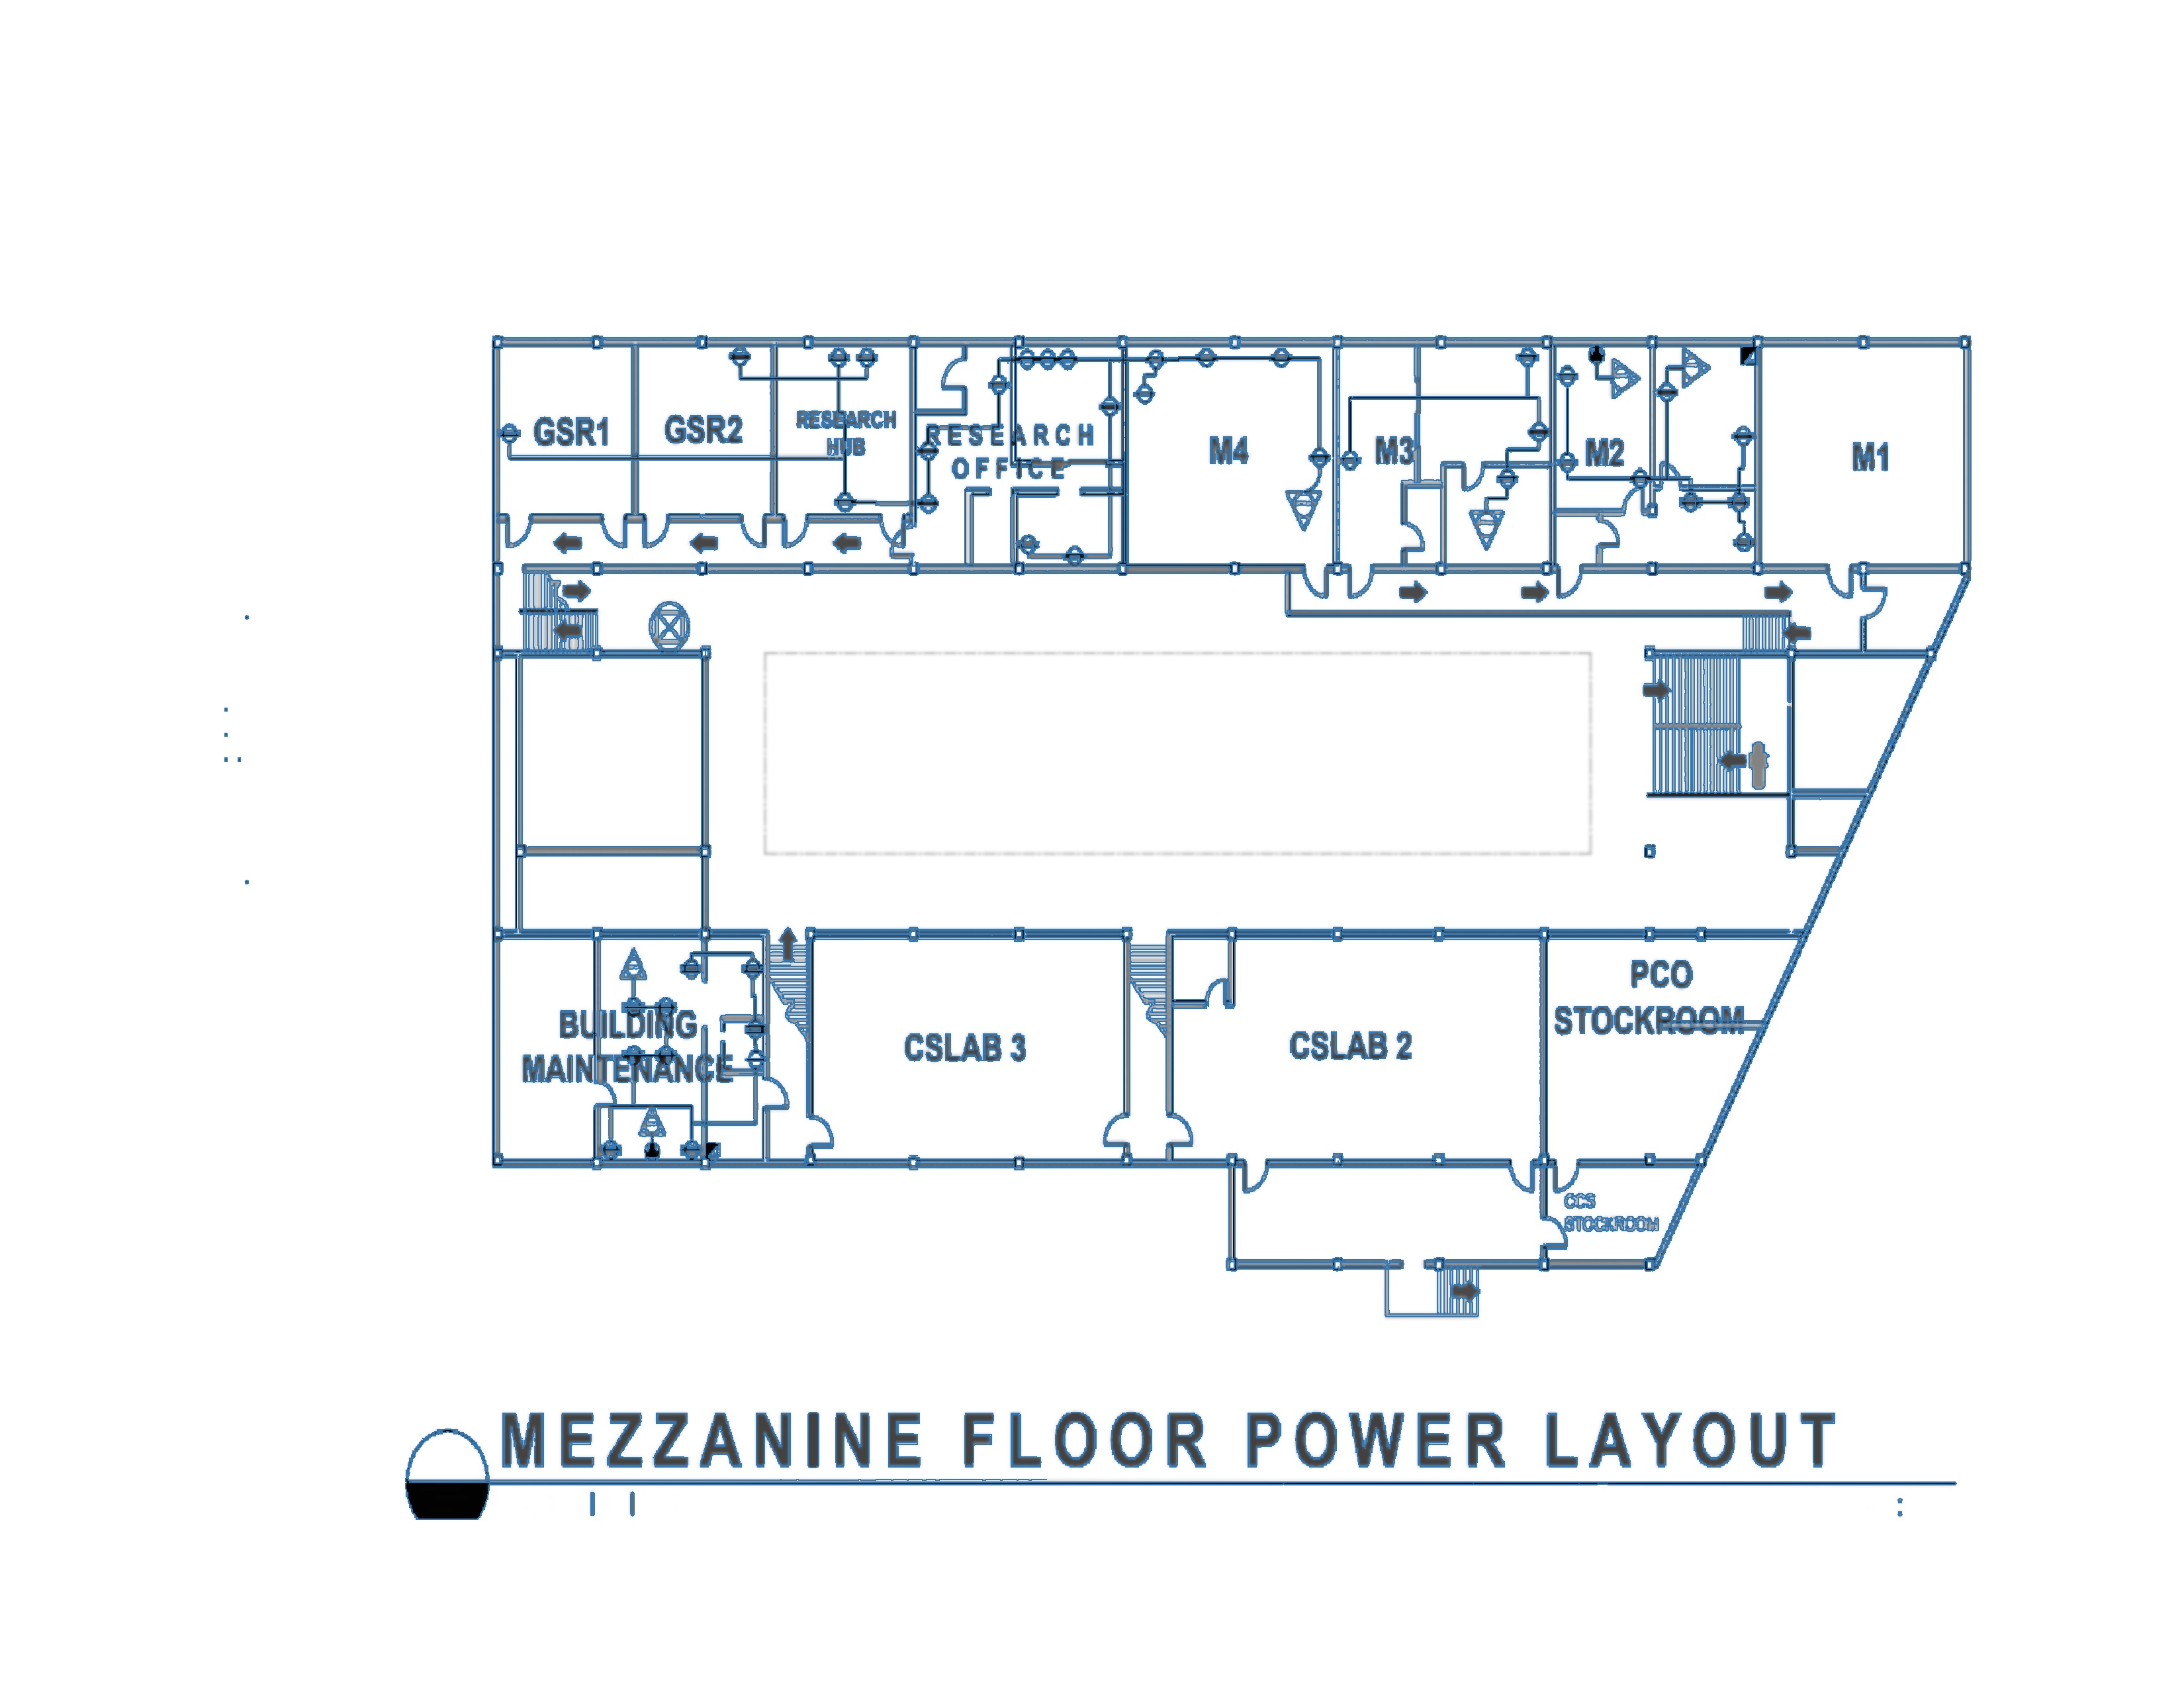 GSR1
GSR2
RESEARCH
HUB
RESEARCH
OFFICE
M4
M3
M2
M1
BUILDING
MAINTENANCE
CSLAB 3
CSLAB 2
PCO
STOCKROOM
CCS
STOCKROOM
MEZZANINE FLOOR POWER LAYOUT